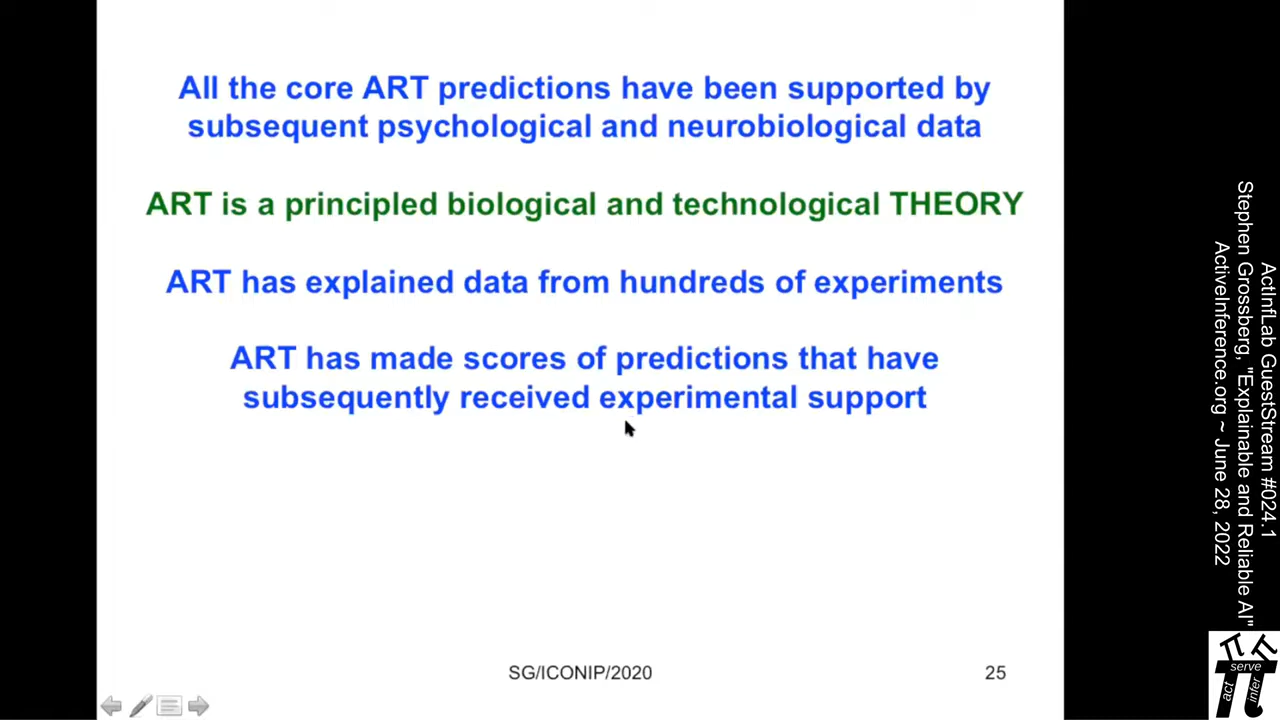 All the core ART predictions have been supported by
subsequent psychological and neurobiological data
ART is a principled biological and technological THEORY
ART has explained data from hundreds of experiments
ART has made scores of predictions that have
subsequently received experimental support
SG/ICONIP/2020
25
ActInfLab GuestStream #024.1
Stephen Grossberg, "Explainable and Reliable AI"
ActiveInference.org ~ June 28, 2022
serve
act
infer